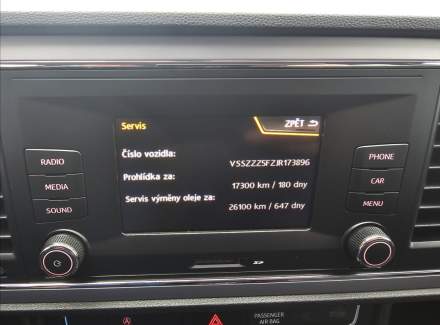 Servis
ZPĚT
Číslo vozidla:
VSSZZZ5FZJR173896
Prohlídka za:
17300 km / 180 dny
Servis výměny oleje za:
26100 km / 647 dny
RADIO
MEDIA
SOUND
PHONE
CAR
MENU
PASSENGER
AIR BAG